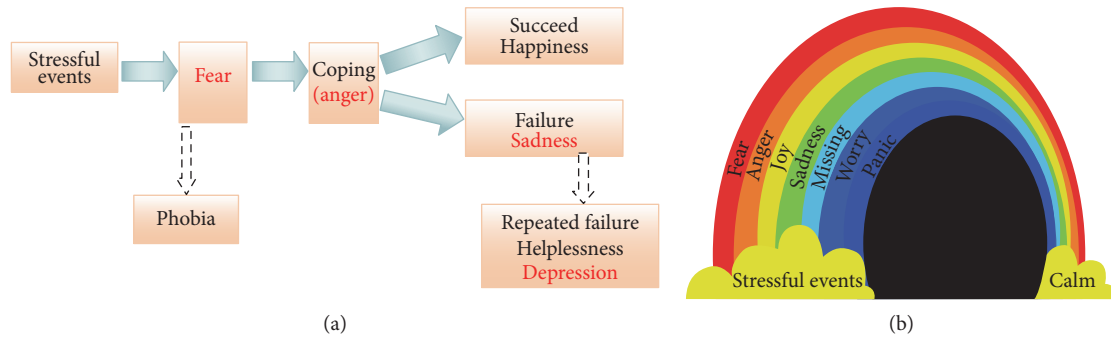 Stressful
events
Fear
Coping
(anger)
Succeed
Happiness
Failure
Sadness
Phobia
Repeated failure
Helplessness
Depression
(a)
Fear
Anger
Joy
Sadness
Missing
Worry
Panic
Stressful events
Calm
(b)